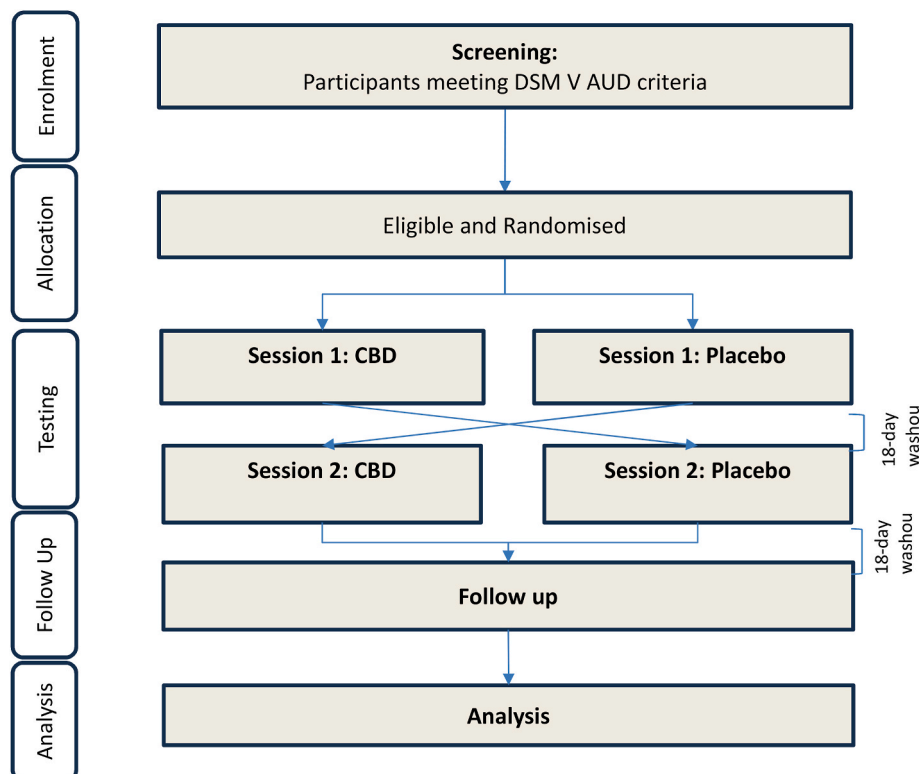 Enrolment
Screening:
Participants meeting DSM V AUD criteria
Allocation
Eligible and Randomised
Testing
Session 1: CBD
Session 1: Placebo
18-day
washou
Session 2: CBD
Session 2: Placebo
Follow Up
18-day
washou
Follow up
Analysis
Analysis